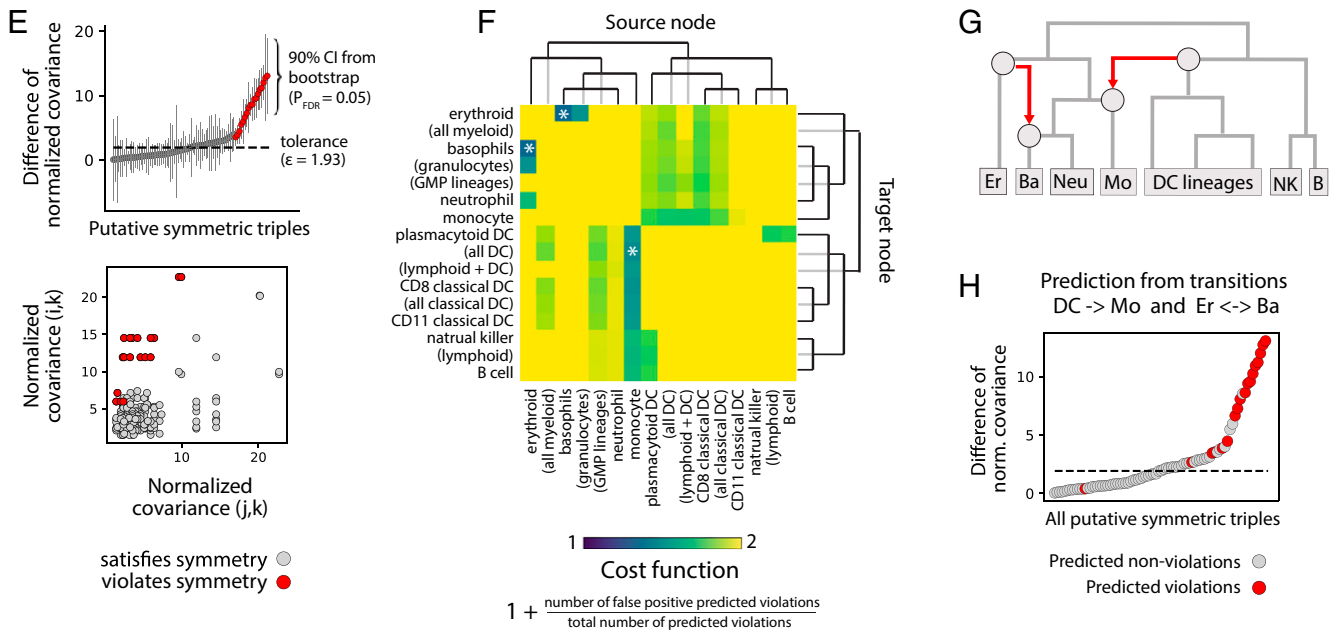 E
20
10
0
Difference of
normalized covariance
90% CI from
bootstrap
(P_FDR = 0.05)
tolerance
(ε = 1.93)
Putative symmetric triples
20
15
10
5
Normalized
covariance (i,k)
10
20
Normalized
covariance (j,k)
satisfies symmetry
violates symmetry
F
Source node
erythroid
(all myeloid)
basophils
(granulocytes)
(GMP lineages)
neutrophil
monocyte
plasmacytoid DC
(all DC)
(lymphoid + DC)
CD8 classical DC
(all classical DC)
CD11 classical DC
natrual killer
(lymphoid)
B cell
*
*
*
Target node
erythroid
(all myeloid)
basophils
(granulocytes)
(GMP lineages)
neutrophil
monocyte
plasmacytoid DC
(all DC)
(lymphoid + DC)
CD8 classical DC
(all classical DC)
CD11 classical DC
natrual killer
(lymphoid)
B cell
1
2
Cost function
number of false positive predicted violations
1 +
total number of predicted violations
G
Er
Ba
Neu
Mo
DC lineages
NK
B
H
Prediction from transitions
DC -> Mo and Er <-> Ba
10
5
0
Difference of
norm. covariance
All putative symmetric triples
Predicted non-violations
Predicted violations